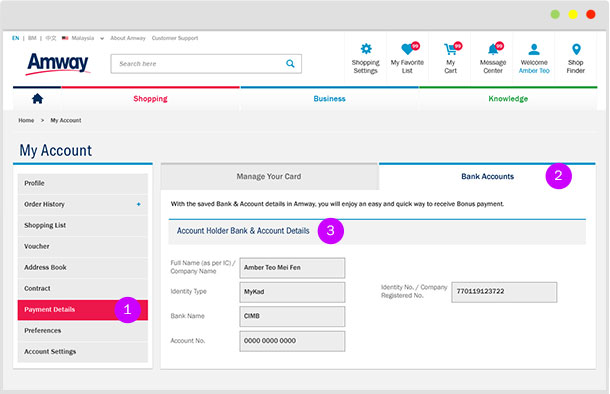 EN | BM | 中文 Malaysia About Amway Customer Support
Amway
Search here
Shopping Settings
99
My Favorite List
99
My Cart
99
Message Center
Welcome Amber Teo
Shop Finder
Shopping
Business
Knowledge
Home > My Account
My Account
Profile
Order History +
Shopping List
Voucher
Address Book
Contract
Payment Details 1
Preferences
Account Settings
Manage Your Card
Bank Accounts 2
With the saved Bank & Account details in Amway, you will enjoy an easy and quick way to receive Bonus payment.
Account Holder Bank & Account Details 3
Full Name (as per IC) / Company Name
Amber Teo Mei Fen
Identity Type
MyKad
Identity No. / Company Registered No.
770119123722
Bank Name
CIMB
Account No.
0000 0000 0000